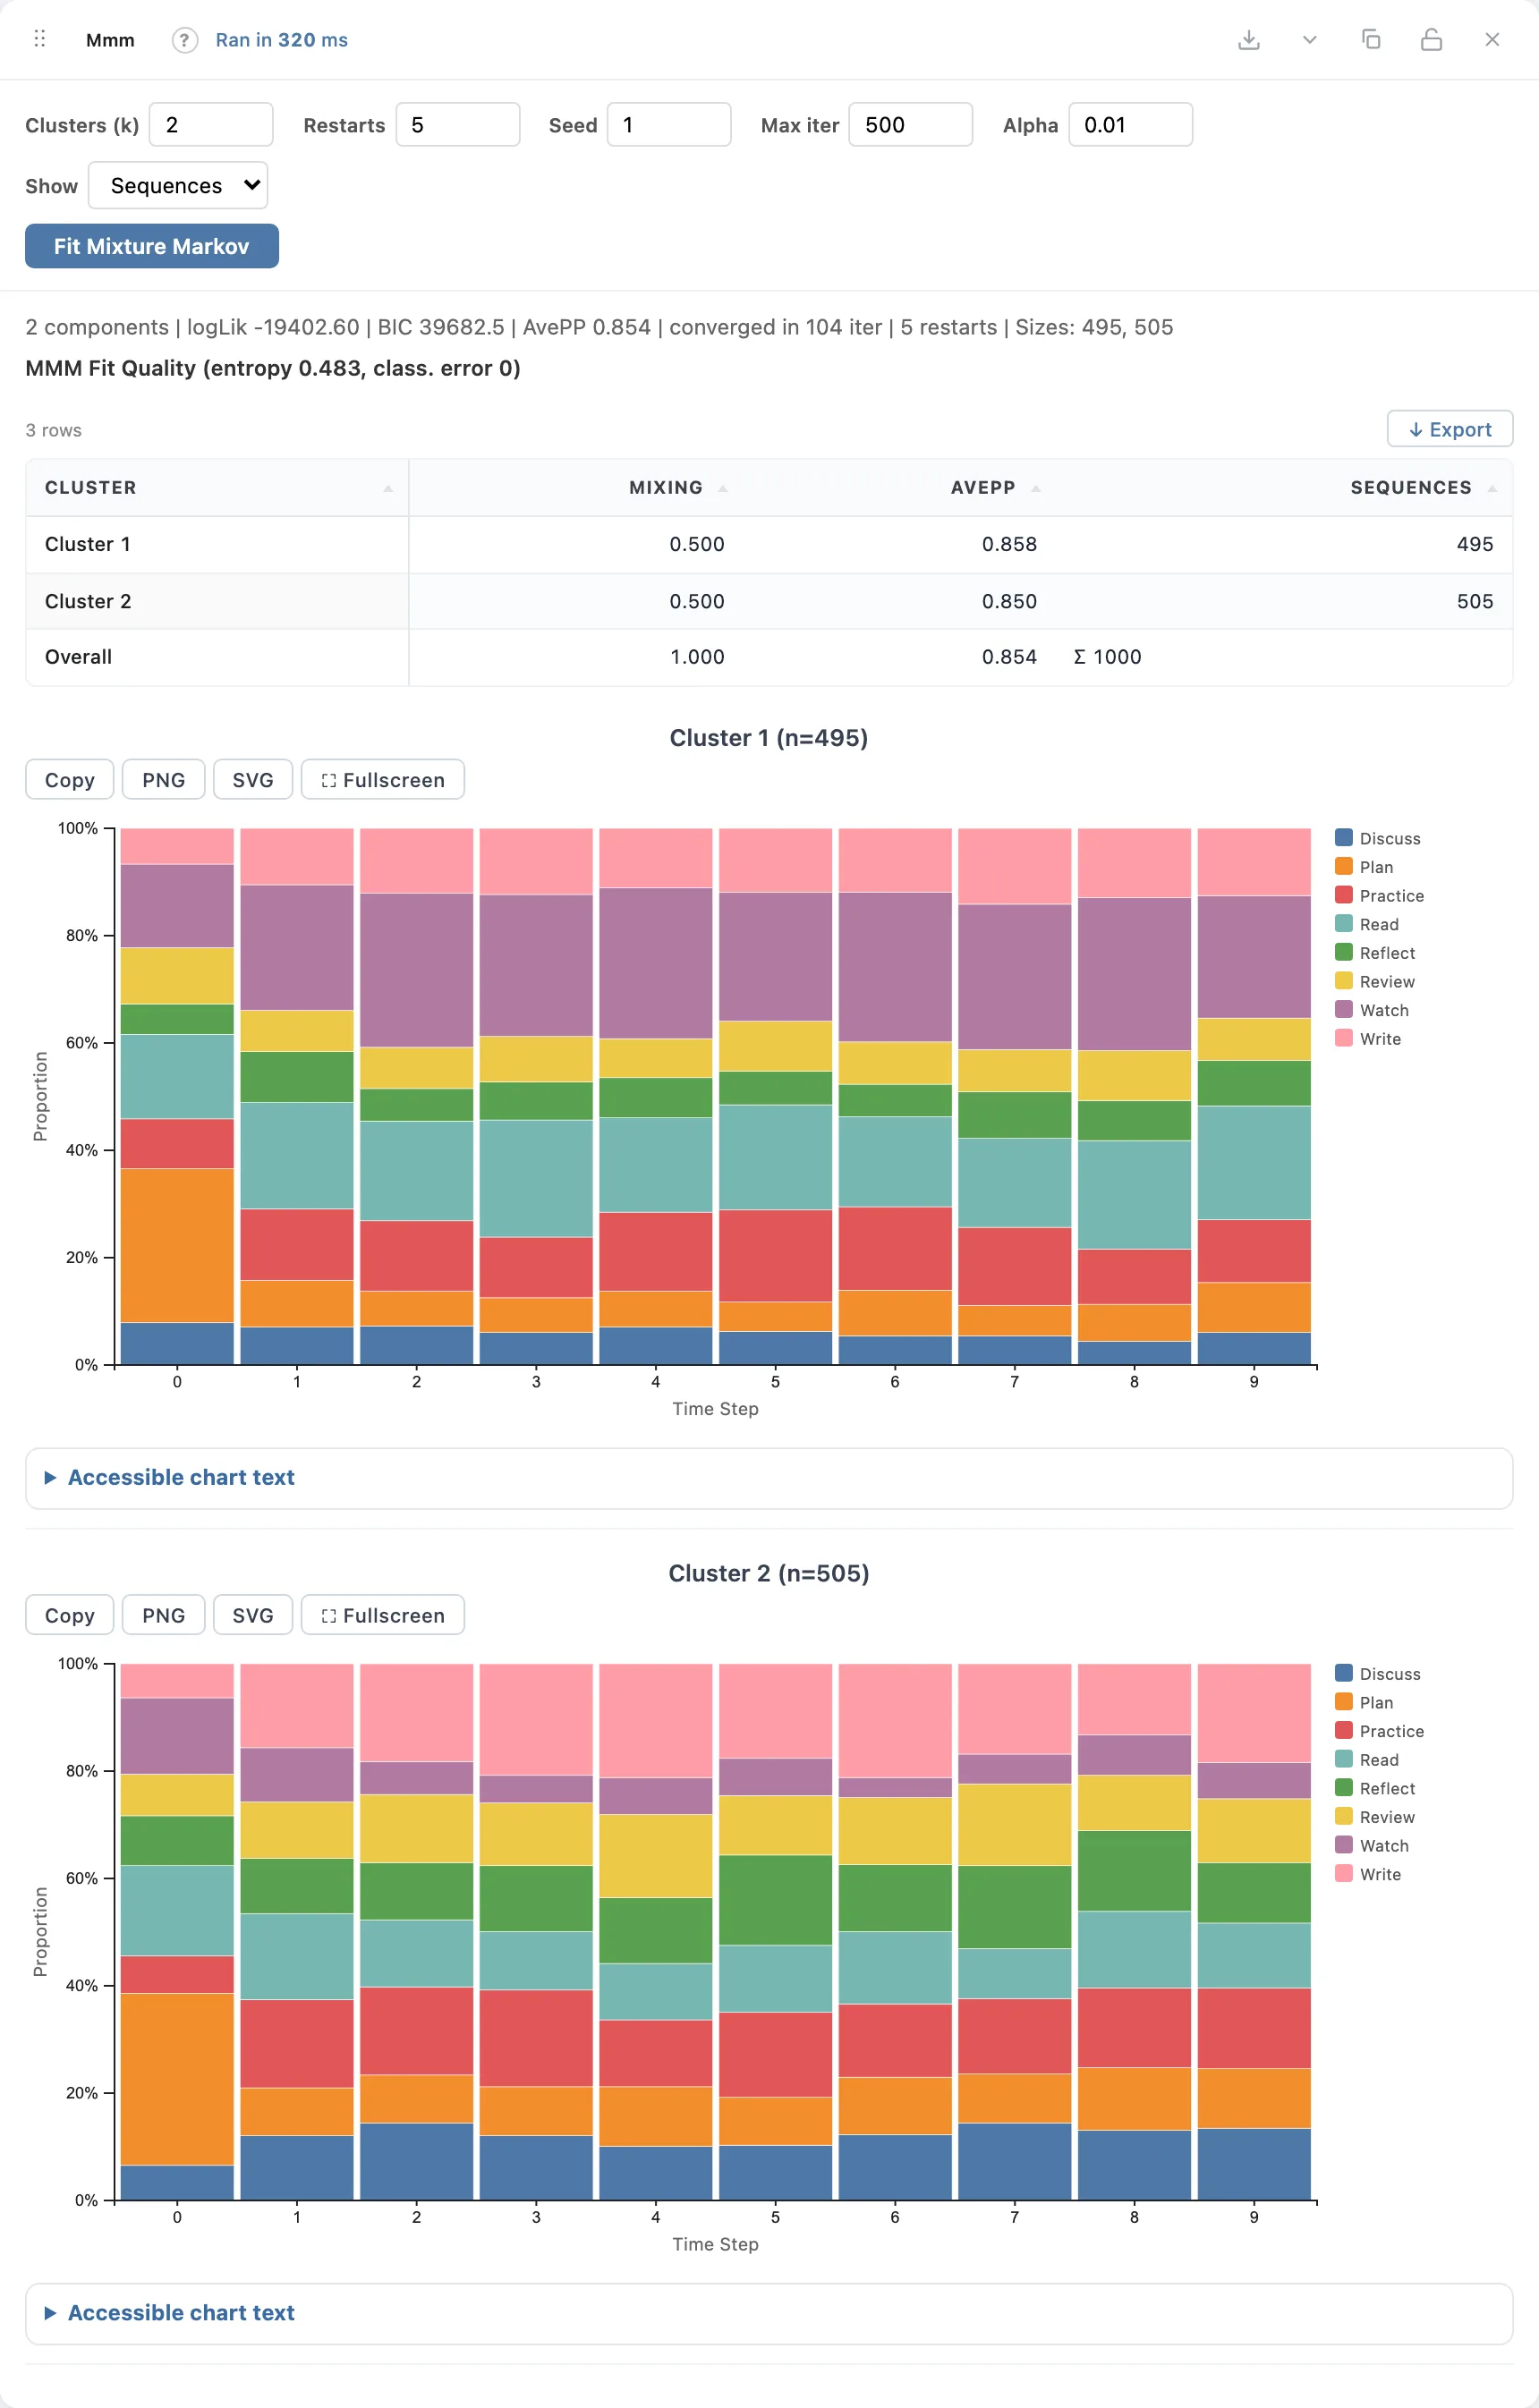 Mmm ? Ran in 320 ms
Clusters (k) 2 Restarts 5 Seed 1 Max iter 500 Alpha 0.01
Show Sequences
Fit Mixture Markov
2 components | logLik -19402.60 | BIC 39682.5 | AvePP 0.854 | converged in 104 iter | 5 restarts | Sizes: 495, 505
MMM Fit Quality (entropy 0.483, class. error 0)
3 rows
↓ Export
CLUSTER MIXING AVEPP SEQUENCES
Cluster 1 0.500 0.858 495
Cluster 2 0.500 0.850 505
Overall 1.000 0.854 Σ 1000
Cluster 1 (n=495)
Copy PNG SVG Fullscreen
100%
80%
60%
40%
20%
0%
Proportion
0 1 2 3 4 5 6 7 8 9
Time Step
Discuss
Plan
Practice
Read
Reflect
Review
Watch
Write
Accessible chart text
Cluster 2 (n=505)
Copy PNG SVG Fullscreen
100%
80%
60%
40%
20%
0%
Proportion
0 1 2 3 4 5 6 7 8 9
Time Step
Discuss
Plan
Practice
Read
Reflect
Review
Watch
Write
Accessible chart text